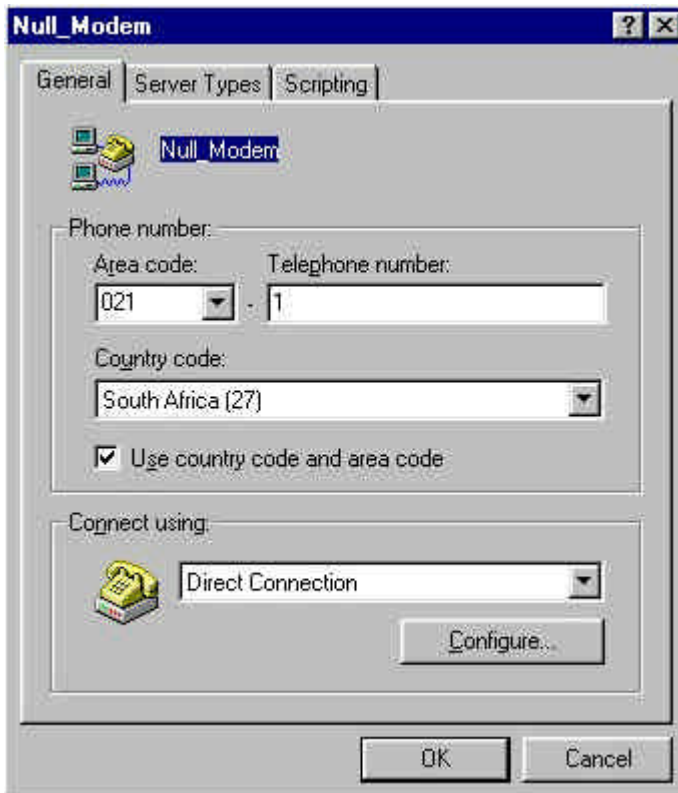 Null_Modem
General Server Types Scripting
Null_Modem
Phone number:
Area code: Telephone number:
021 - 1
Country code:
South Africa (27)
Use country code and area code
Connect using:
Direct Connection
Configure...
OK Cancel